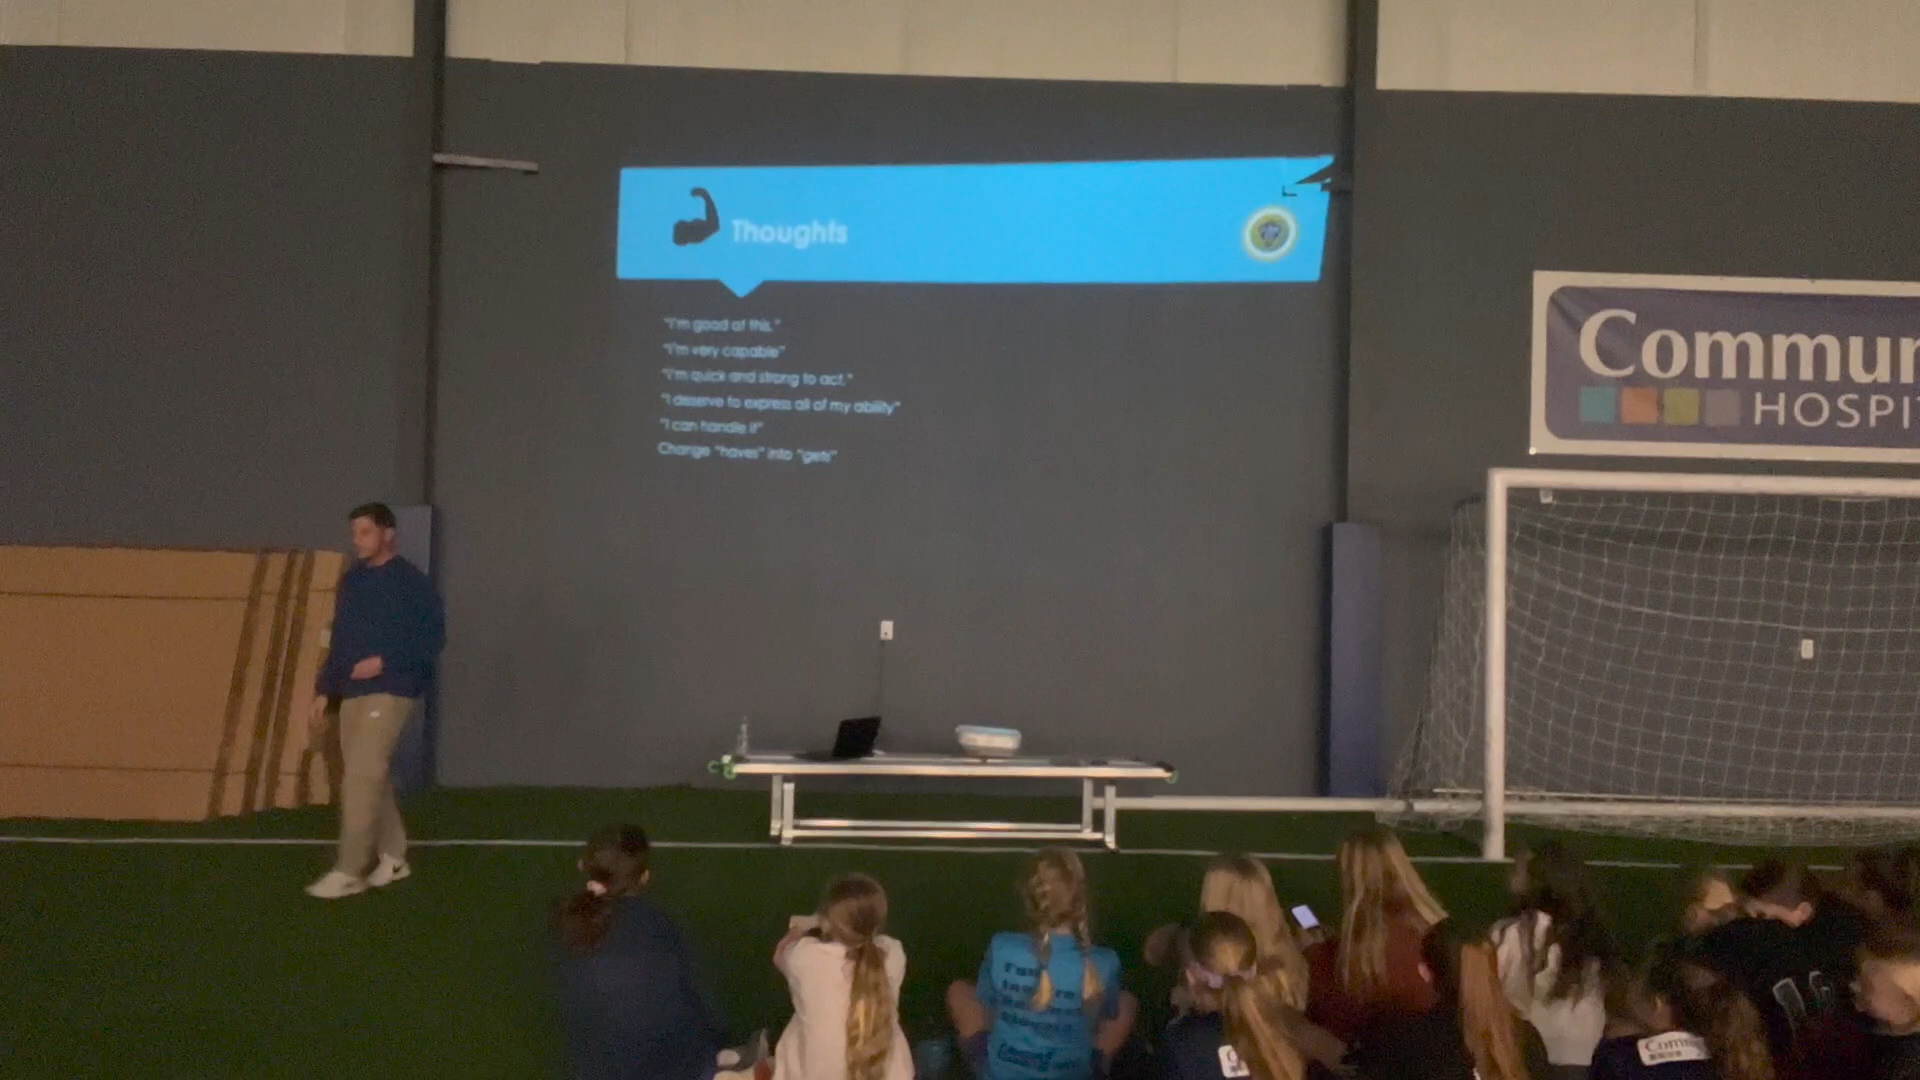 Thoughts
"I'm good at this."
"I'm very capable"
"I'm quick and strong to act."
"I deserve to express all of my ability"
"I can handle it"
Change "haves" into "gets"
Commun
HOSPI